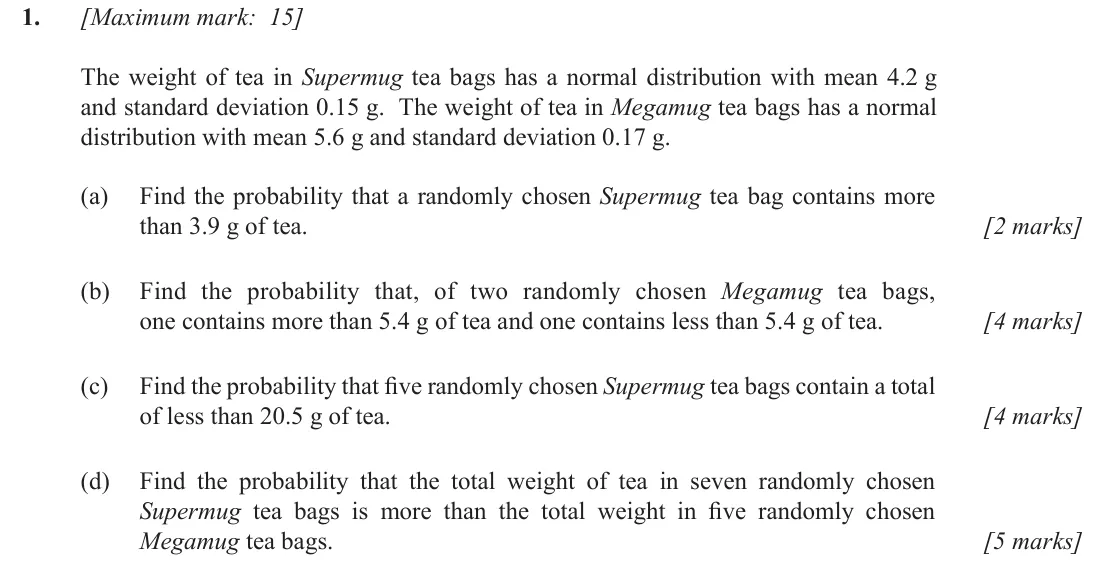 1. [Maximum mark: 15]
The weight of tea in Supermug tea bags has a normal distribution with mean 4.2 g
and standard deviation 0.15 g. The weight of tea in Megamug tea bags has a normal
distribution with mean 5.6 g and standard deviation 0.17 g.
(a) Find the probability that a randomly chosen Supermug tea bag contains more
than 3.9 g of tea. [2 marks]
(b) Find the probability that, of two randomly chosen Megamug tea bags,
one contains more than 5.4 g of tea and one contains less than 5.4 g of tea. [4 marks]
(c) Find the probability that five randomly chosen Supermug tea bags contain a total
of less than 20.5 g of tea. [4 marks]
(d) Find the probability that the total weight of tea in seven randomly chosen
Supermug tea bags is more than the total weight in five randomly chosen
Megamug tea bags. [5 marks]